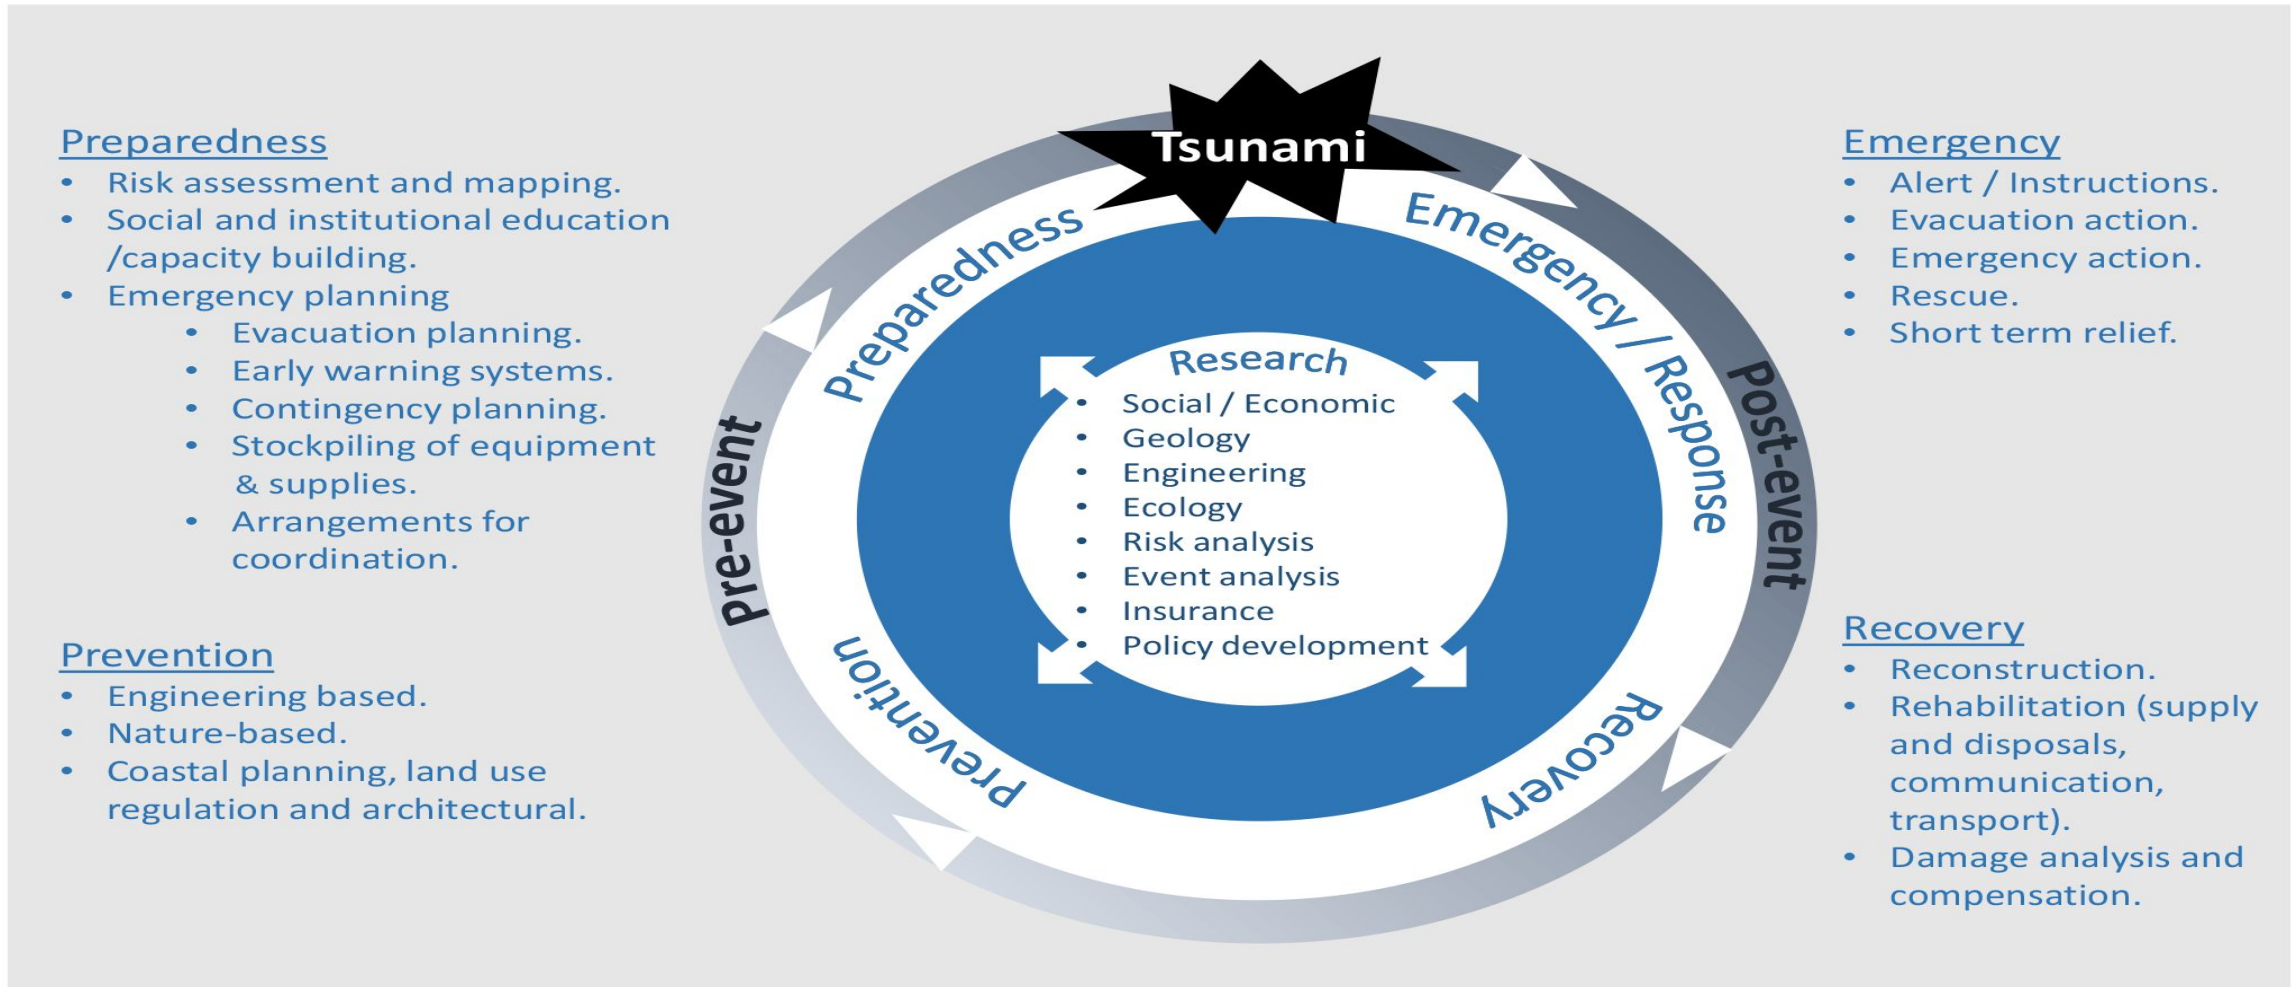 Preparedness
• Risk assessment and mapping.
• Social and institutional education
/capacity building.
• Emergency planning
• Evacuation planning.
• Early warning systems.
• Contingency planning.
• Stockpiling of equipment
& supplies.
• Arrangements for
coordination.
Prevention
• Engineering based.
• Nature-based.
• Coastal planning, land use
regulation and architectural.
Tsunami
Pre-event
Post-event
Preparedness
Emergency / Response
Recovery
Prevention
Research
• Social / Economic
• Geology
• Engineering
• Ecology
• Risk analysis
• Event analysis
• Insurance
• Policy development
Emergency
• Alert / Instructions.
• Evacuation action.
• Emergency action.
• Rescue.
• Short term relief.
Recovery
• Reconstruction.
• Rehabilitation (supply
and disposals,
communication,
transport).
• Damage analysis and
compensation.